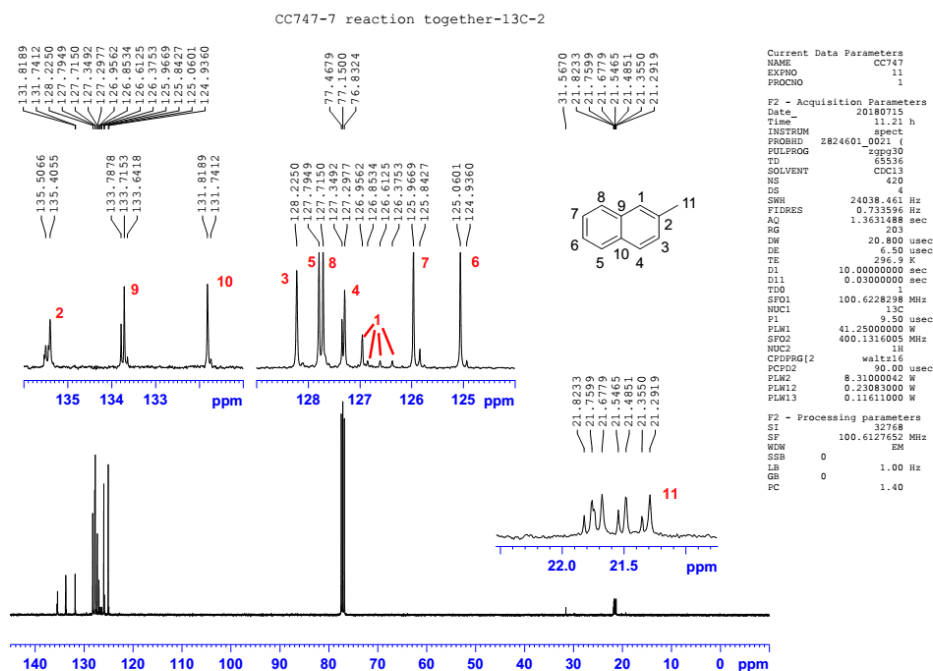 CC747-7 reaction together-13C-2
131.8189
131.7412
128.2250
127.7949
127.7150
127.3492
127.2977
126.9562
126.8534
126.6125
126.3753
125.9669
125.8427
125.0601
124.9360
77.4679
77.1500
76.8324
31.5670
21.8233
21.7599
21.6779
21.5465
21.4851
21.3550
21.2919
135.5066
135.4055
133.7878
133.7153
133.6418
131.8189
131.7412
128.2250
127.7949
127.7150
127.3492
127.2977
126.9562
126.8534
126.6125
126.3753
125.9669
125.8427
125.0601
124.9360
2
9
10
3
5
8
4
1
7
6
135 134 133 ppm
128 127 126 125 ppm
8 1 11
7 9 2
6 10 3
5 4
21.8233
21.7599
21.6779
21.5465
21.4851
21.3550
21.2919
11
22.0 21.5 ppm
140 130 120 110 100 90 80 70 60 50 40 30 20 10 0 ppm
Current Data Parameters
NAME CC747
EXPNO 11
PROCNO 1
F2 - Acquisition Parameters
Date_ 20180715
Time 11.21 h
INSTRUM spect
PROBHD Z824601_0021 (
PULPROG zgpg30
TD 65536
SOLVENT CDCl3
NS 420
DS 4
SWH 24038.461 Hz
FIDRES 0.733596 Hz
AQ 1.3631488 sec
RG 203
DW 20.800 usec
DE 6.50 usec
TE 296.9 K
D1 10.00000000 sec
D11 0.03000000 sec
TD0 1
SFO1 100.6228298 MHz
NUC1 13C
P1 9.50 usec
PLW1 41.25000000 W
SFO2 400.1316005 MHz
NUC2 1H
CPDPRG[2 waltz16
PCPD2 90.00 usec
PLW2 8.31000042 W
PLW12 0.23083000 W
PLW13 0.11611000 W
F2 - Processing parameters
SI 32768
SF 100.6127652 MHz
WDW EM
SSB 0
LB 1.00 Hz
GB 0
PC 1.40